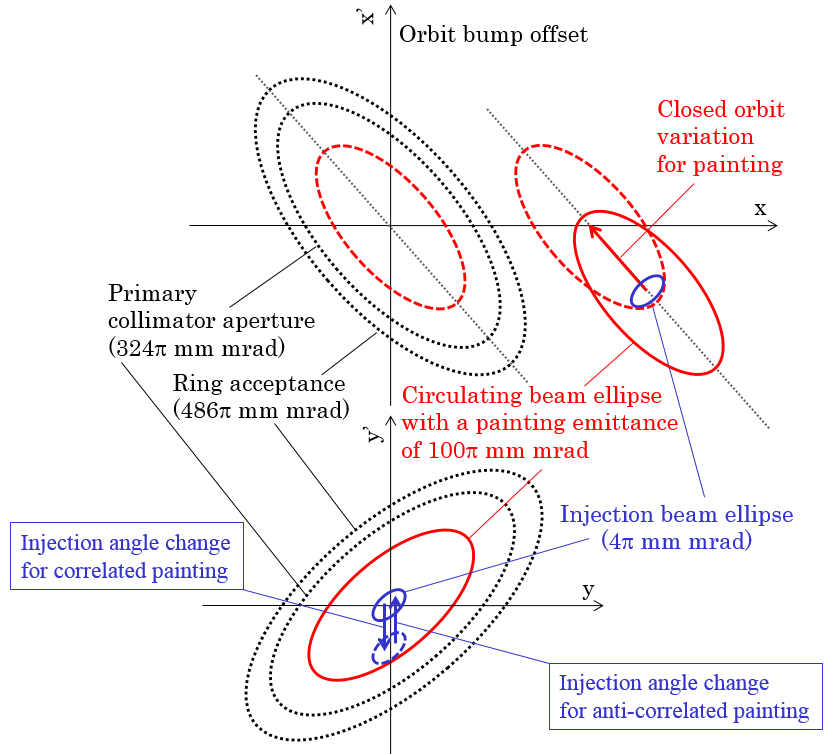 x′
Orbit bump offset
Closed orbit
variation
for painting
x
Primary
collimator aperture
(324π mm mrad)
Ring acceptance
(486π mm mrad)
Circulating beam ellipse
with a painting emittance
of 100π mm mrad
y′
Injection beam ellipse
(4π mm mrad)
Injection angle change
for correlated painting
y
Injection angle change
for anti-correlated painting